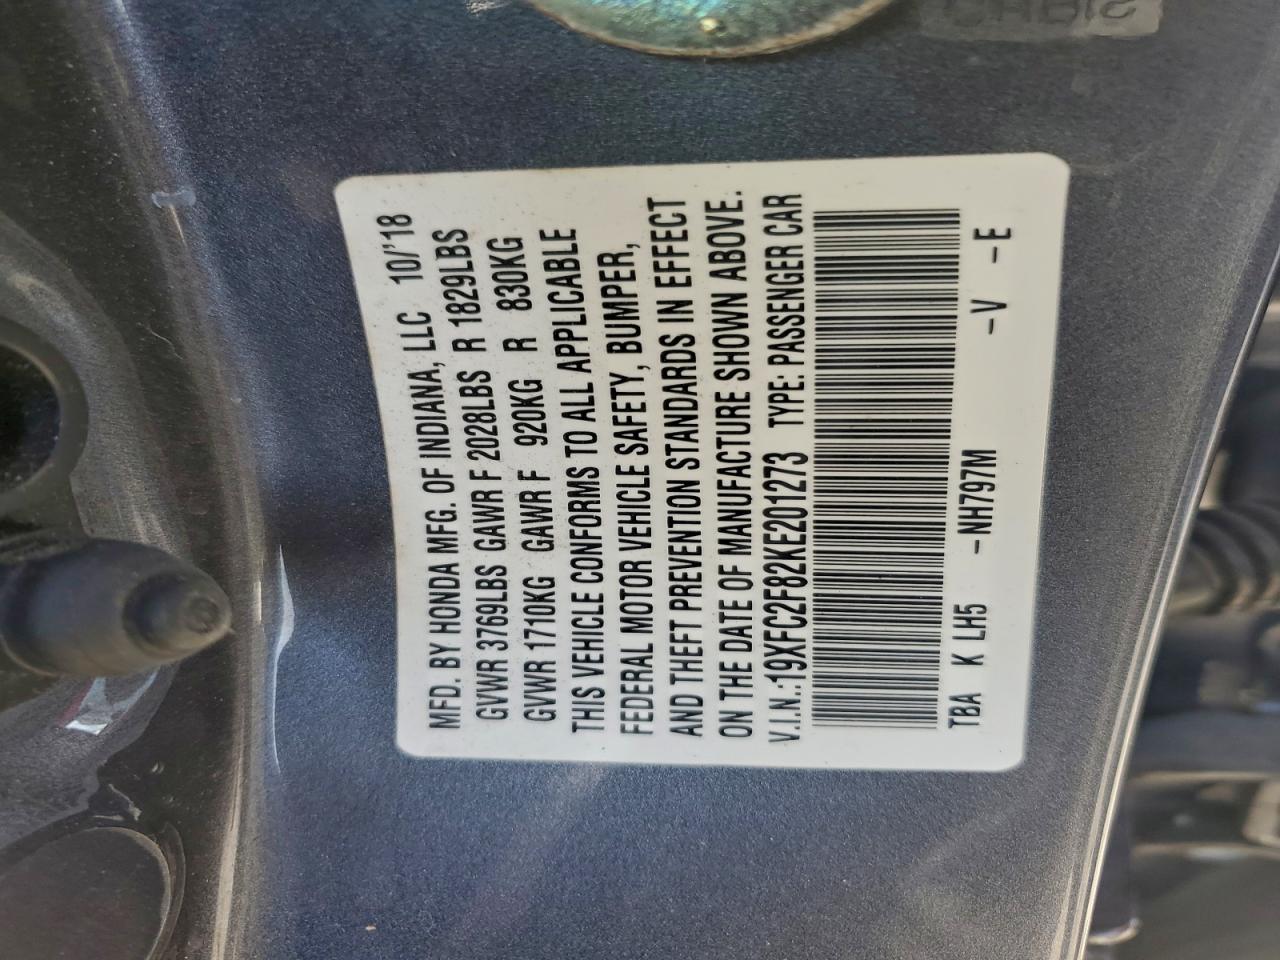 MFD. BY HONDA MFG. OF INDIANA, LLC 10/'18
GVWR 3769LBS GAWR F 2028LBS R 1829LBS
GVWR 1710KG GAWR F 920KG R 830KG
THIS VEHICLE CONFORMS TO ALL APPLICABLE
FEDERAL MOTOR VEHICLE SAFETY, BUMPER,
AND THEFT PREVENTION STANDARDS IN EFFECT
ON THE DATE OF MANUFACTURE SHOWN ABOVE.
V.I.N.:19XFC2F82KE201273 TYPE: PASSENGER CAR
TBA K LH5 -NH797M -V -E